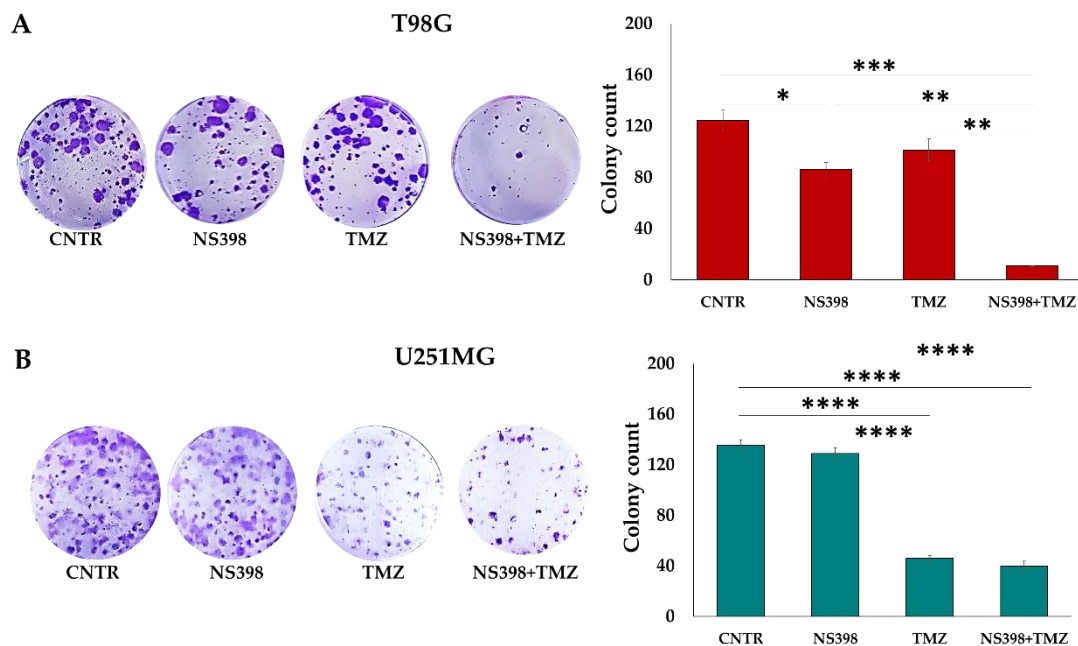 A
T98G
CNTR
NS398
TMZ
NS398+TMZ
Colony count
200
160
120
80
40
0
***
*
**
**
CNTR
NS398
TMZ
NS398+TMZ
B
U251MG
CNTR
NS398
TMZ
NS398+TMZ
Colony count
200
160
120
80
40
0
****
****
****
****
CNTR
NS398
TMZ
NS398+TMZ